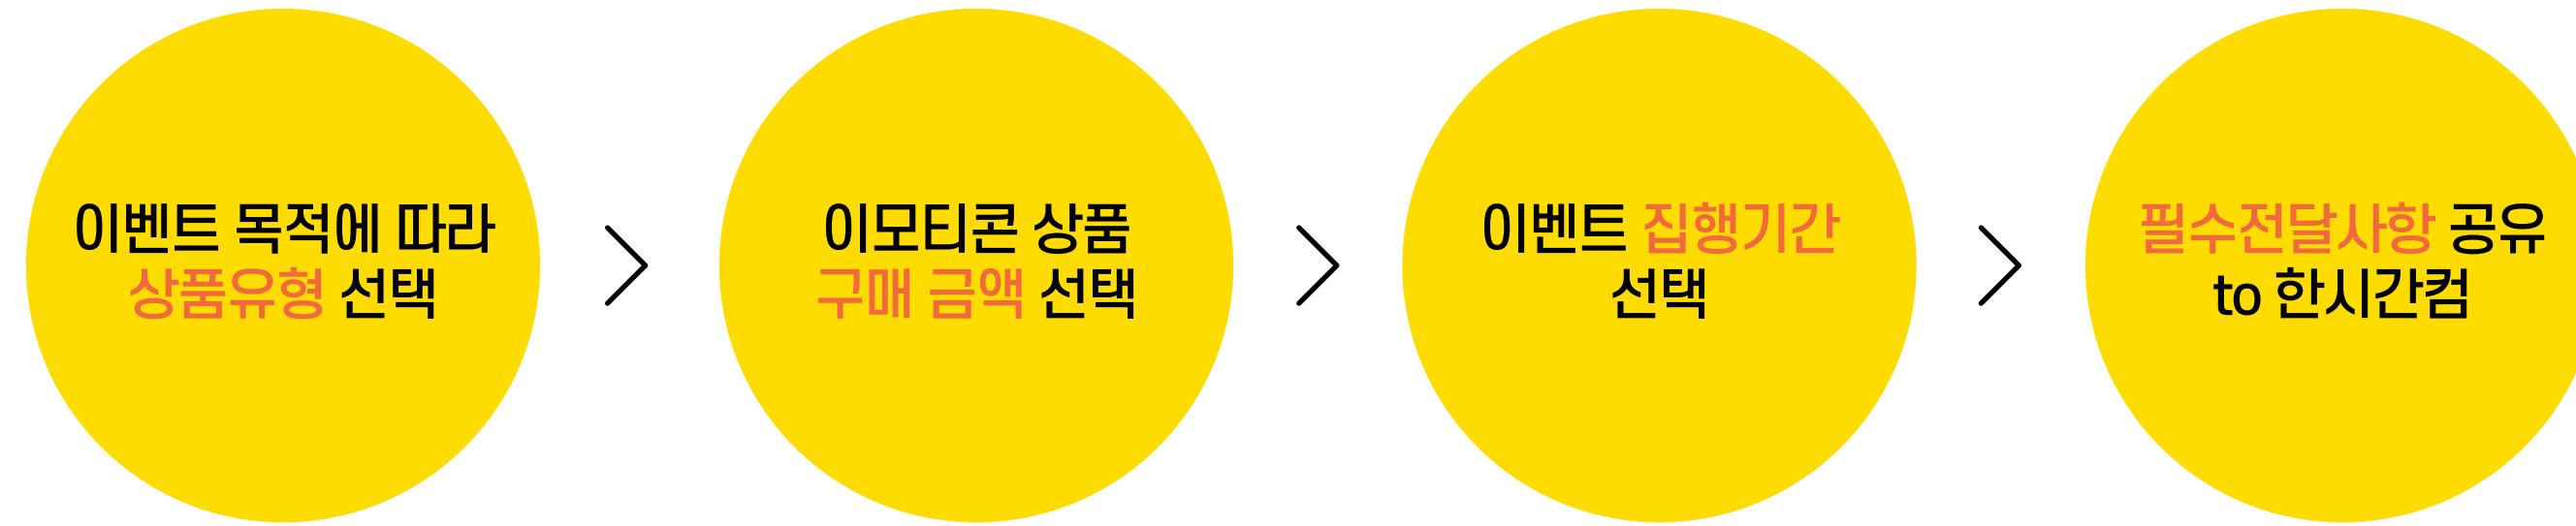 이벤트 목적에 따라
상품유형 선택
이모티콘 상품
구매 금액 선택
이벤트 집행기간
선택
필수전달사항 공유
to 한시간컴